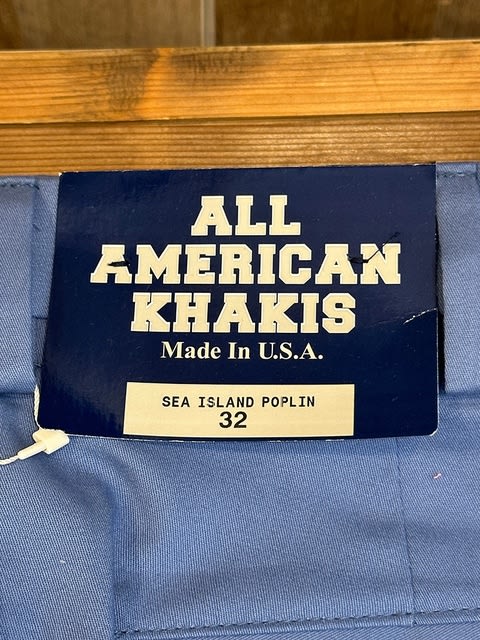 ALL
AMERICAN
KHAKIS
Made In U.S.A.
SEA ISLAND POPLIN
32